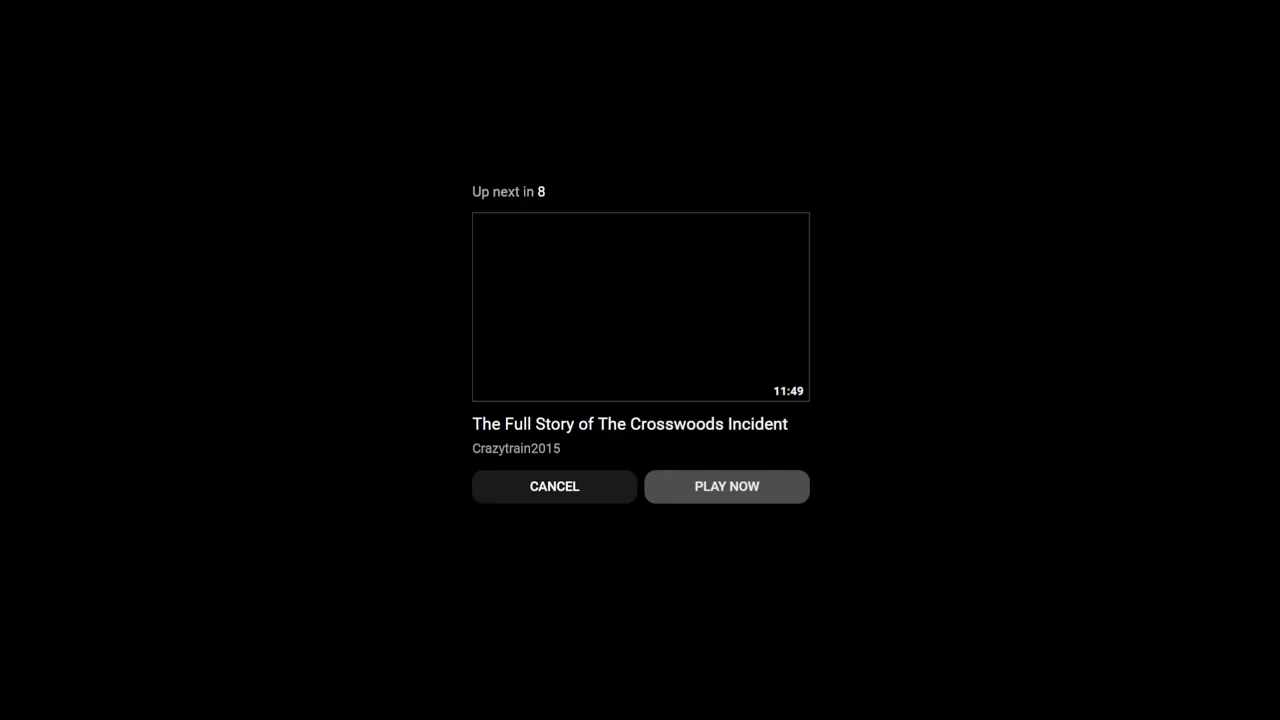 Up next in 8
11:49
The Full Story of The Crosswoods Incident
Crazytrain2015
CANCEL PLAY NOW